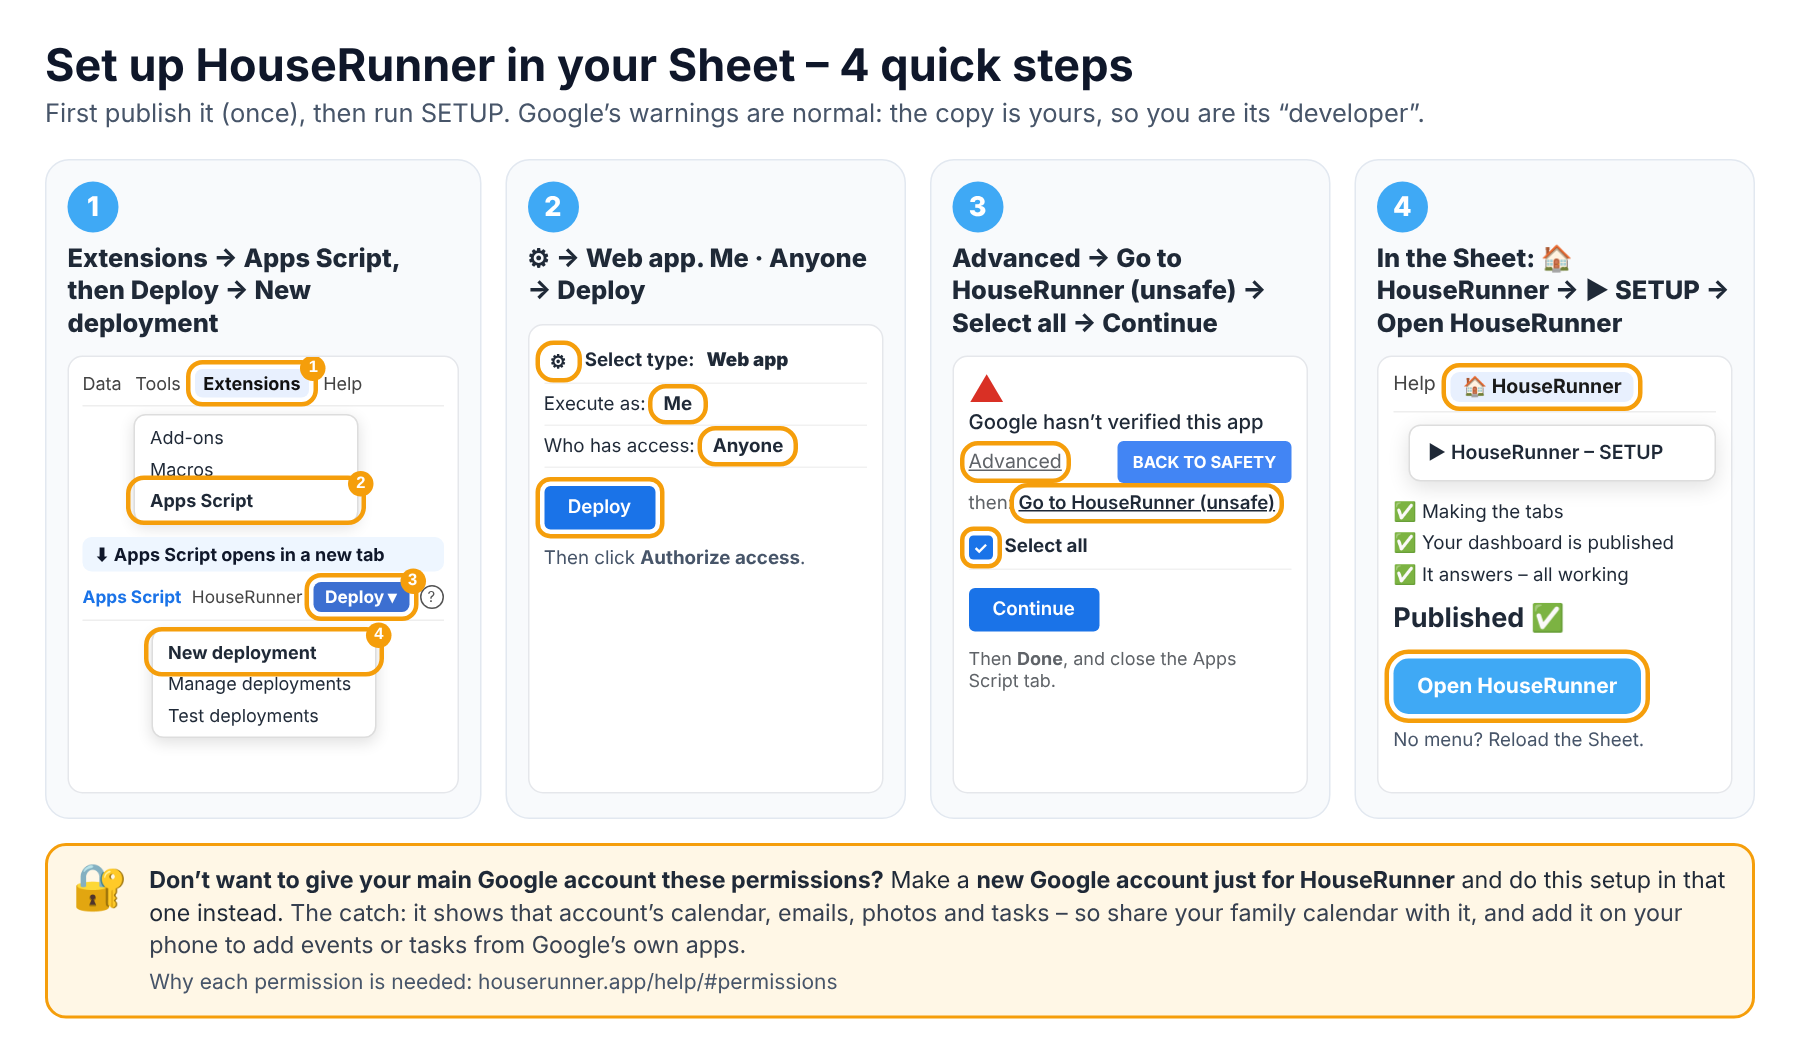 Set up HouseRunner in your Sheet – 4 quick steps
First publish it (once), then run SETUP. Google’s warnings are normal: the copy is yours, so you are its “developer”.
1
Extensions → Apps Script,
then Deploy → New
deployment
Data Tools Extensions 1 Help
Add-ons
Macros
Apps Script 2
⬇ Apps Script opens in a new tab
Apps Script HouseRunner Deploy ▾ 3 ?
New deployment 4
Manage deployments
Test deployments
2
⚙ → Web app. Me · Anyone
→ Deploy
⚙ Select type: Web app
Execute as: Me
Who has access: Anyone
Deploy
Then click Authorize access.
3
Advanced → Go to
HouseRunner (unsafe) →
Select all → Continue
Google hasn’t verified this app
Advanced BACK TO SAFETY
then: Go to HouseRunner (unsafe)
Select all
Continue
Then Done, and close the Apps
Script tab.
4
In the Sheet: 🏠
HouseRunner → ▶ SETUP →
Open HouseRunner
Help 🏠 HouseRunner
▶ HouseRunner – SETUP
✅ Making the tabs
✅ Your dashboard is published
✅ It answers – all working
Published ✅
Open HouseRunner
No menu? Reload the Sheet.
Don’t want to give your main Google account these permissions? Make a new Google account just for HouseRunner and do this setup in that
one instead. The catch: it shows that account’s calendar, emails, photos and tasks – so share your family calendar with it, and add it on your
phone to add events or tasks from Google’s own apps.
Why each permission is needed: houserunner.app/help/#permissions